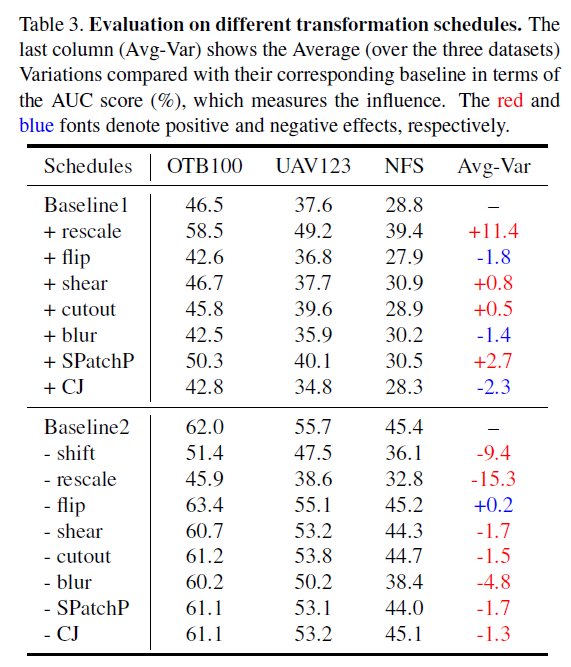 Table 3. Evaluation on different transformation schedules. The
last column (Avg-Var) shows the Average (over the three datasets)
Variations compared with their corresponding baseline in terms of
the AUC score (%), which measures the influence. The red and
blue fonts denote positive and negative effects, respectively.
Schedules OTB100 UAV123 NFS Avg-Var
Baseline1 46.5 37.6 28.8 –
+ rescale 58.5 49.2 39.4 +11.4
+ flip 42.6 36.8 27.9 -1.8
+ shear 46.7 37.7 30.9 +0.8
+ cutout 45.8 39.6 28.9 +0.5
+ blur 42.5 35.9 30.2 -1.4
+ SPatchP 50.3 40.1 30.5 +2.7
+ CJ 42.8 34.8 28.3 -2.3
Baseline2 62.0 55.7 45.4 –
- shift 51.4 47.5 36.1 -9.4
- rescale 45.9 38.6 32.8 -15.3
- flip 63.4 55.1 45.2 +0.2
- shear 60.7 53.2 44.3 -1.7
- cutout 61.2 53.8 44.7 -1.5
- blur 60.2 50.2 38.4 -4.8
- SPatchP 61.1 53.1 44.0 -1.7
- CJ 61.1 53.2 45.1 -1.3